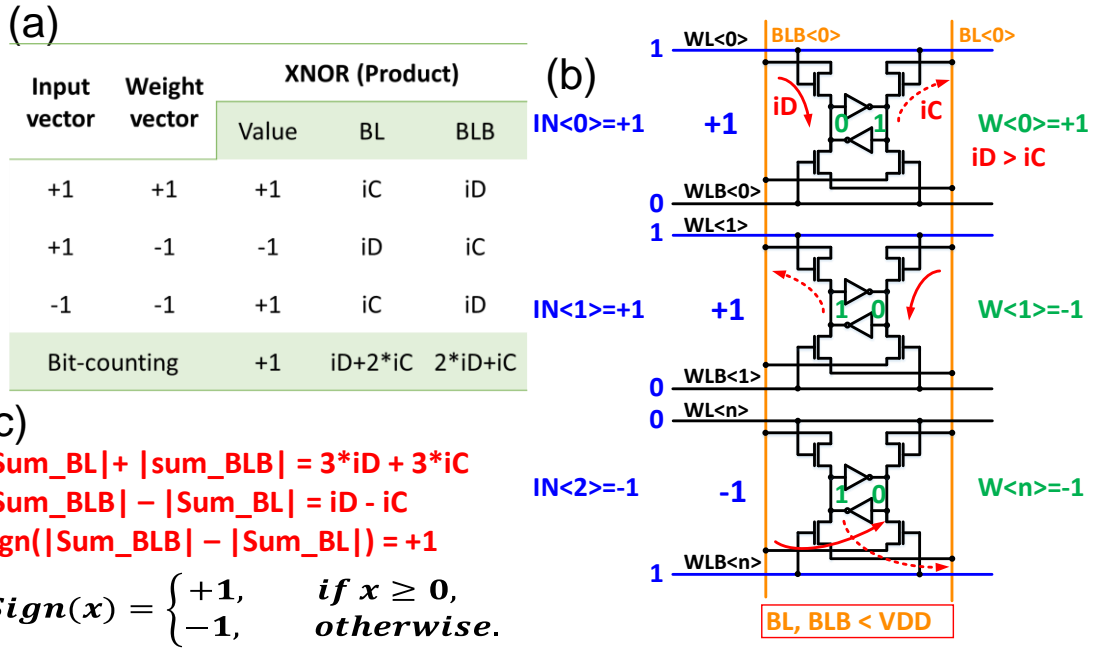 (a)
Input vector Weight vector XNOR (Product)
Value BL BLB
+1 +1 +1 iC iD
+1 -1 -1 iD iC
-1 -1 +1 iC iD
Bit-counting +1 iD+2*iC 2*iD+iC
c)
Sum_BL|+ |sum_BLB| = 3*iD + 3*iC
Sum_BLB| – |Sum_BL| = iD - iC
gn(|Sum_BLB| – |Sum_BL|) = +1
Sign(x) = { +1, if x ≥ 0,
−1, otherwise.
(b)
BLB<0> BL<0>
1 WL<0>
iD iC
IN<0>=+1 +1 0 1 W<0>=+1
iD > iC
0 WLB<0>
1 WL<1>
IN<1>=+1 +1 1 0 W<1>=-1
0 WLB<1>
0 WL<n>
IN<2>=-1 -1 1 0 W<n>=-1
1 WLB<n>
BL, BLB < VDD